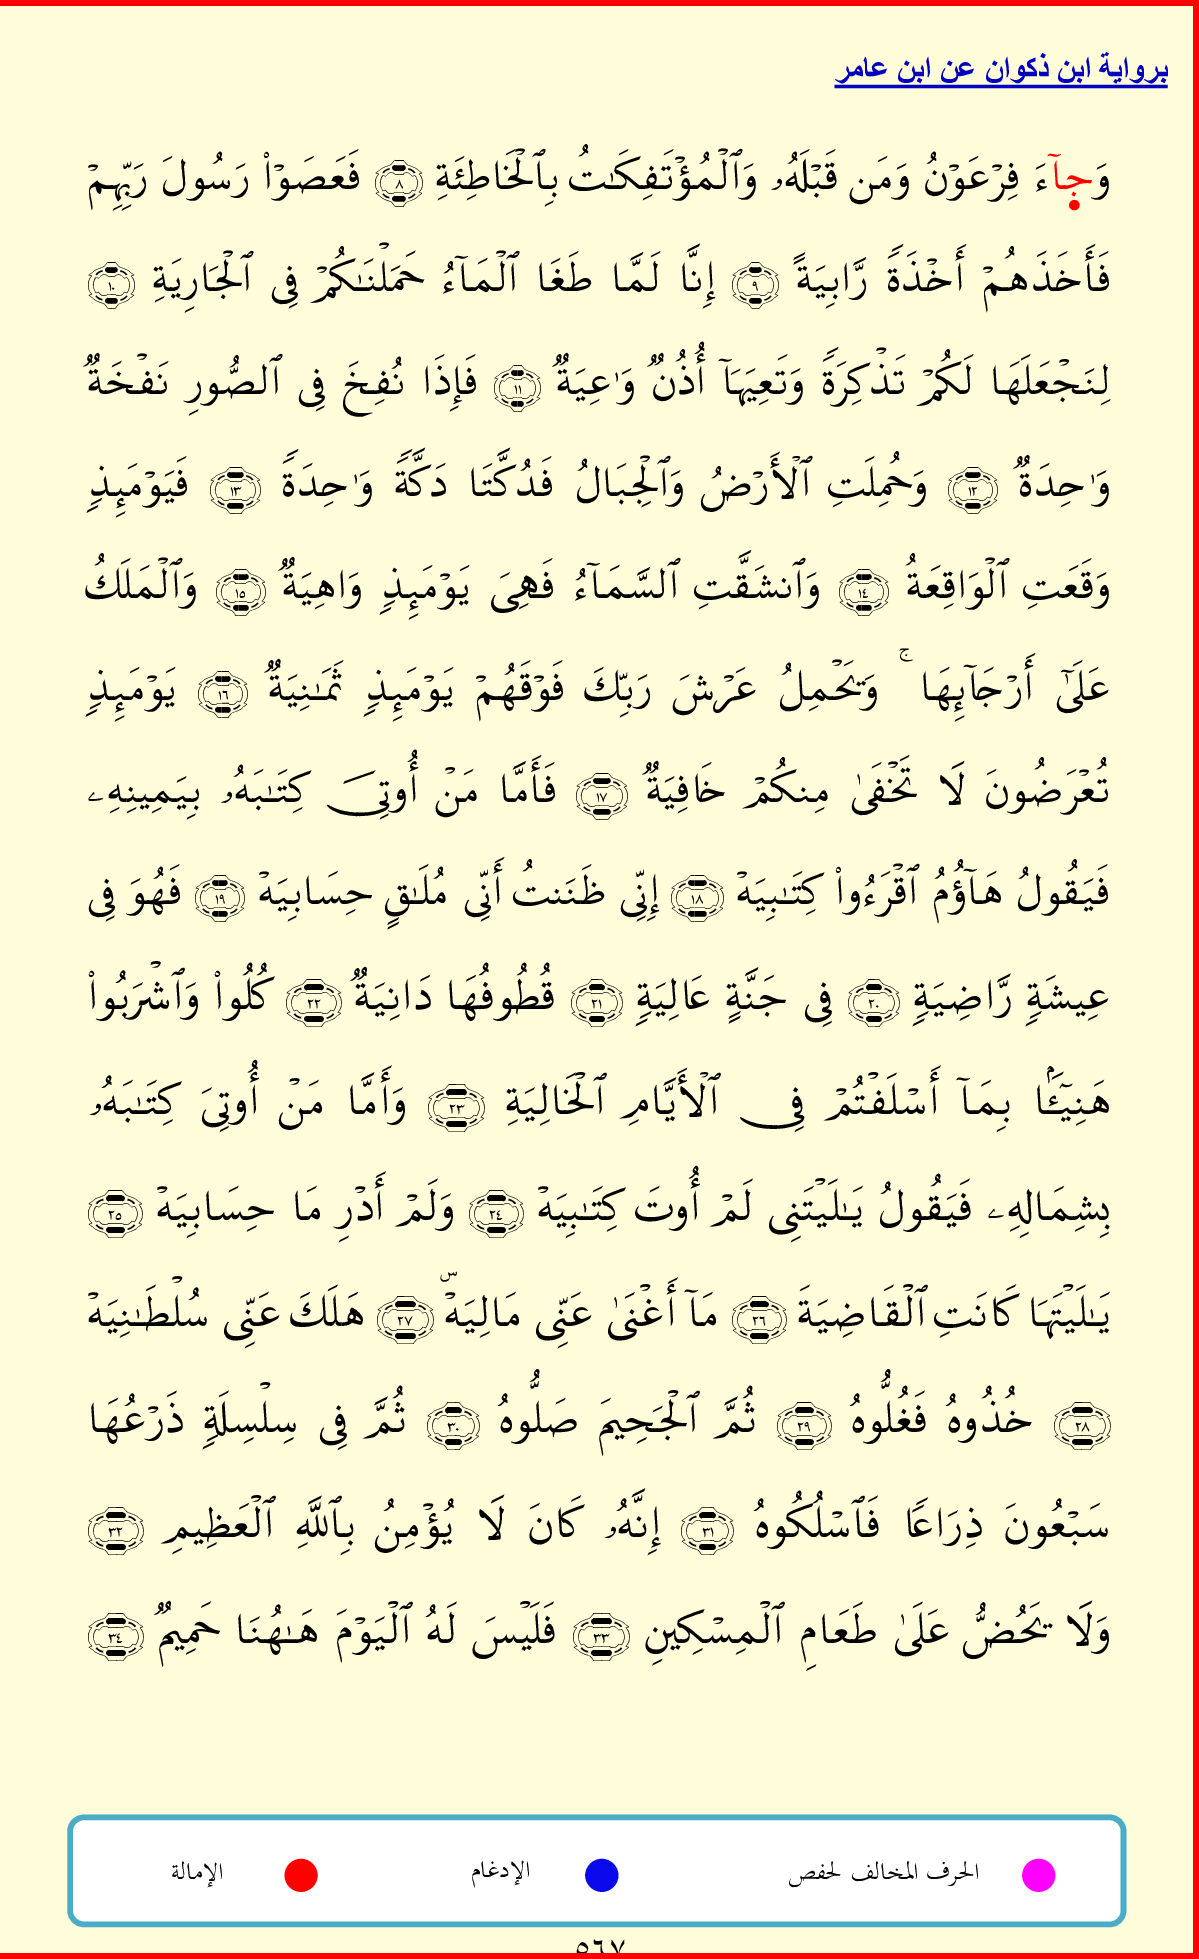 برواية ابن ذكوان عن ابن عامر
وَجِآءَ فِرۡعَوۡنُ وَمَن قَبۡلَهُۥ وَٱلۡمُؤۡتَفِكَٰتُ بِٱلۡخَاطِئَةِ ٨ فَعَصَوۡاْ رَسُولَ رَبِّهِمۡ
فَأَخَذَهُمۡ أَخۡذَةٗ رَّابِيَةً ٩ إِنَّا لَمَّا طَغَا ٱلۡمَآءُ حَمَلۡنَٰكُمۡ فِي ٱلۡجَارِيَةِ ١٠
لِنَجۡعَلَهَا لَكُمۡ تَذۡكِرَةٗ وَتَعِيَهَآ أُذُنٞ وَٰعِيَةٞ ١١ فَإِذَا نُفِخَ فِي ٱلصُّورِ نَفۡخَةٞ
وَٰحِدَةٞ ١٢ وَحُمِلَتِ ٱلۡأَرۡضُ وَٱلۡجِبَالُ فَدُكَّتَا دَكَّةٗ وَٰحِدَةٗ ١٣ فَيَوۡمَئِذٖ
وَقَعَتِ ٱلۡوَاقِعَةُ ١٤ وَٱنشَقَّتِ ٱلسَّمَآءُ فَهِيَ يَوۡمَئِذٖ وَاهِيَةٞ ١٥ وَٱلۡمَلَكُ
عَلَىٰٓ أَرۡجَآئِهَاۚ وَيَحۡمِلُ عَرۡشَ رَبِّكَ فَوۡقَهُمۡ يَوۡمَئِذٖ ثَمَٰنِيَةٞ ١٦ يَوۡمَئِذٖ
تُعۡرَضُونَ لَا تَخۡفَىٰ مِنكُمۡ خَافِيَةٞ ١٧ فَأَمَّا مَنۡ أُوتِيَ كِتَٰبَهُۥ بِيَمِينِهِۦ
فَيَقُولُ هَآؤُمُ ٱقۡرَءُواْ كِتَٰبِيَهۡ ١٨ إِنِّي ظَنَنتُ أَنِّي مُلَٰقٍ حِسَابِيَهۡ ١٩ فَهُوَ فِي
عِيشَةٖ رَّاضِيَةٖ ٢٠ فِي جَنَّةٍ عَالِيَةٖ ٢١ قُطُوفُهَا دَانِيَةٞ ٢٢ كُلُواْ وَٱشۡرَبُواْ
هَنِيٓـَٔۢا بِمَآ أَسۡلَفۡتُمۡ فِي ٱلۡأَيَّامِ ٱلۡخَالِيَةِ ٢٣ وَأَمَّا مَنۡ أُوتِيَ كِتَٰبَهُۥ
بِشِمَالِهِۦ فَيَقُولُ يَٰلَيۡتَنِي لَمۡ أُوتَ كِتَٰبِيَهۡ ٢٤ وَلَمۡ أَدۡرِ مَا حِسَابِيَهۡ ٢٥
يَٰلَيۡتَهَا كَانَتِ ٱلۡقَاضِيَةَ ٢٦ مَآ أَغۡنَىٰ عَنِّي مَالِيَهۡۜ ٢٧ هَلَكَ عَنِّي سُلۡطَٰنِيَهۡ
٢٨ خُذُوهُ فَغُلُّوهُ ٢٩ ثُمَّ ٱلۡجَحِيمَ صَلُّوهُ ٣٠ ثُمَّ فِي سِلۡسِلَةٖ ذَرۡعُهَا
سَبۡعُونَ ذِرَاعٗا فَٱسۡلُكُوهُ ٣١ إِنَّهُۥ كَانَ لَا يُؤۡمِنُ بِٱللَّهِ ٱلۡعَظِيمِ ٣٢
وَلَا يَحُضُّ عَلَىٰ طَعَامِ ٱلۡمِسۡكِينِ ٣٣ فَلَيۡسَ لَهُ ٱلۡيَوۡمَ هَٰهُنَا حَمِيمٞ ٣٤
الحرف المخالف لحفص الإدغام الإمالة
٥٦٧